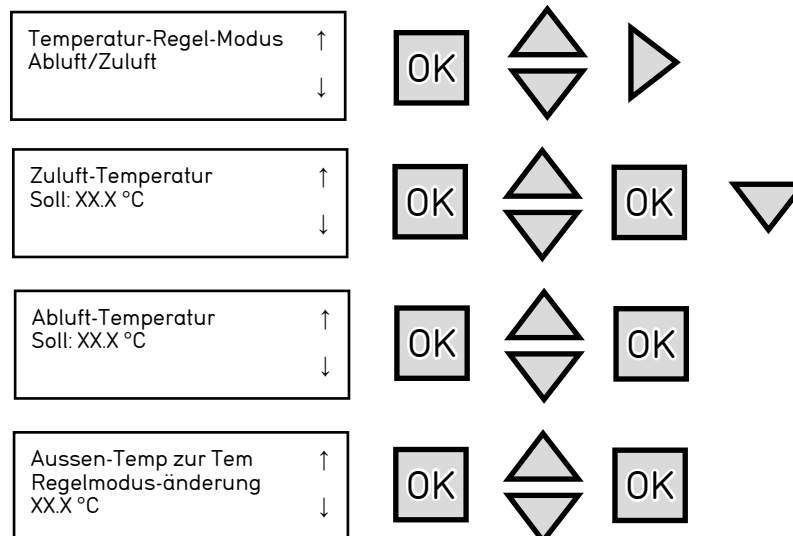 Temperatur-Regel-Modus ↑
Abluft/Zuluft
↓
OK
Zuluft-Temperatur ↑
Soll: XX.X °C
↓
OK
OK
Abluft-Temperatur ↑
Soll: XX.X °C
↓
OK
OK
Aussen-Temp zur Tem ↑
Regelmodus-änderung
XX.X °C ↓
OK
OK